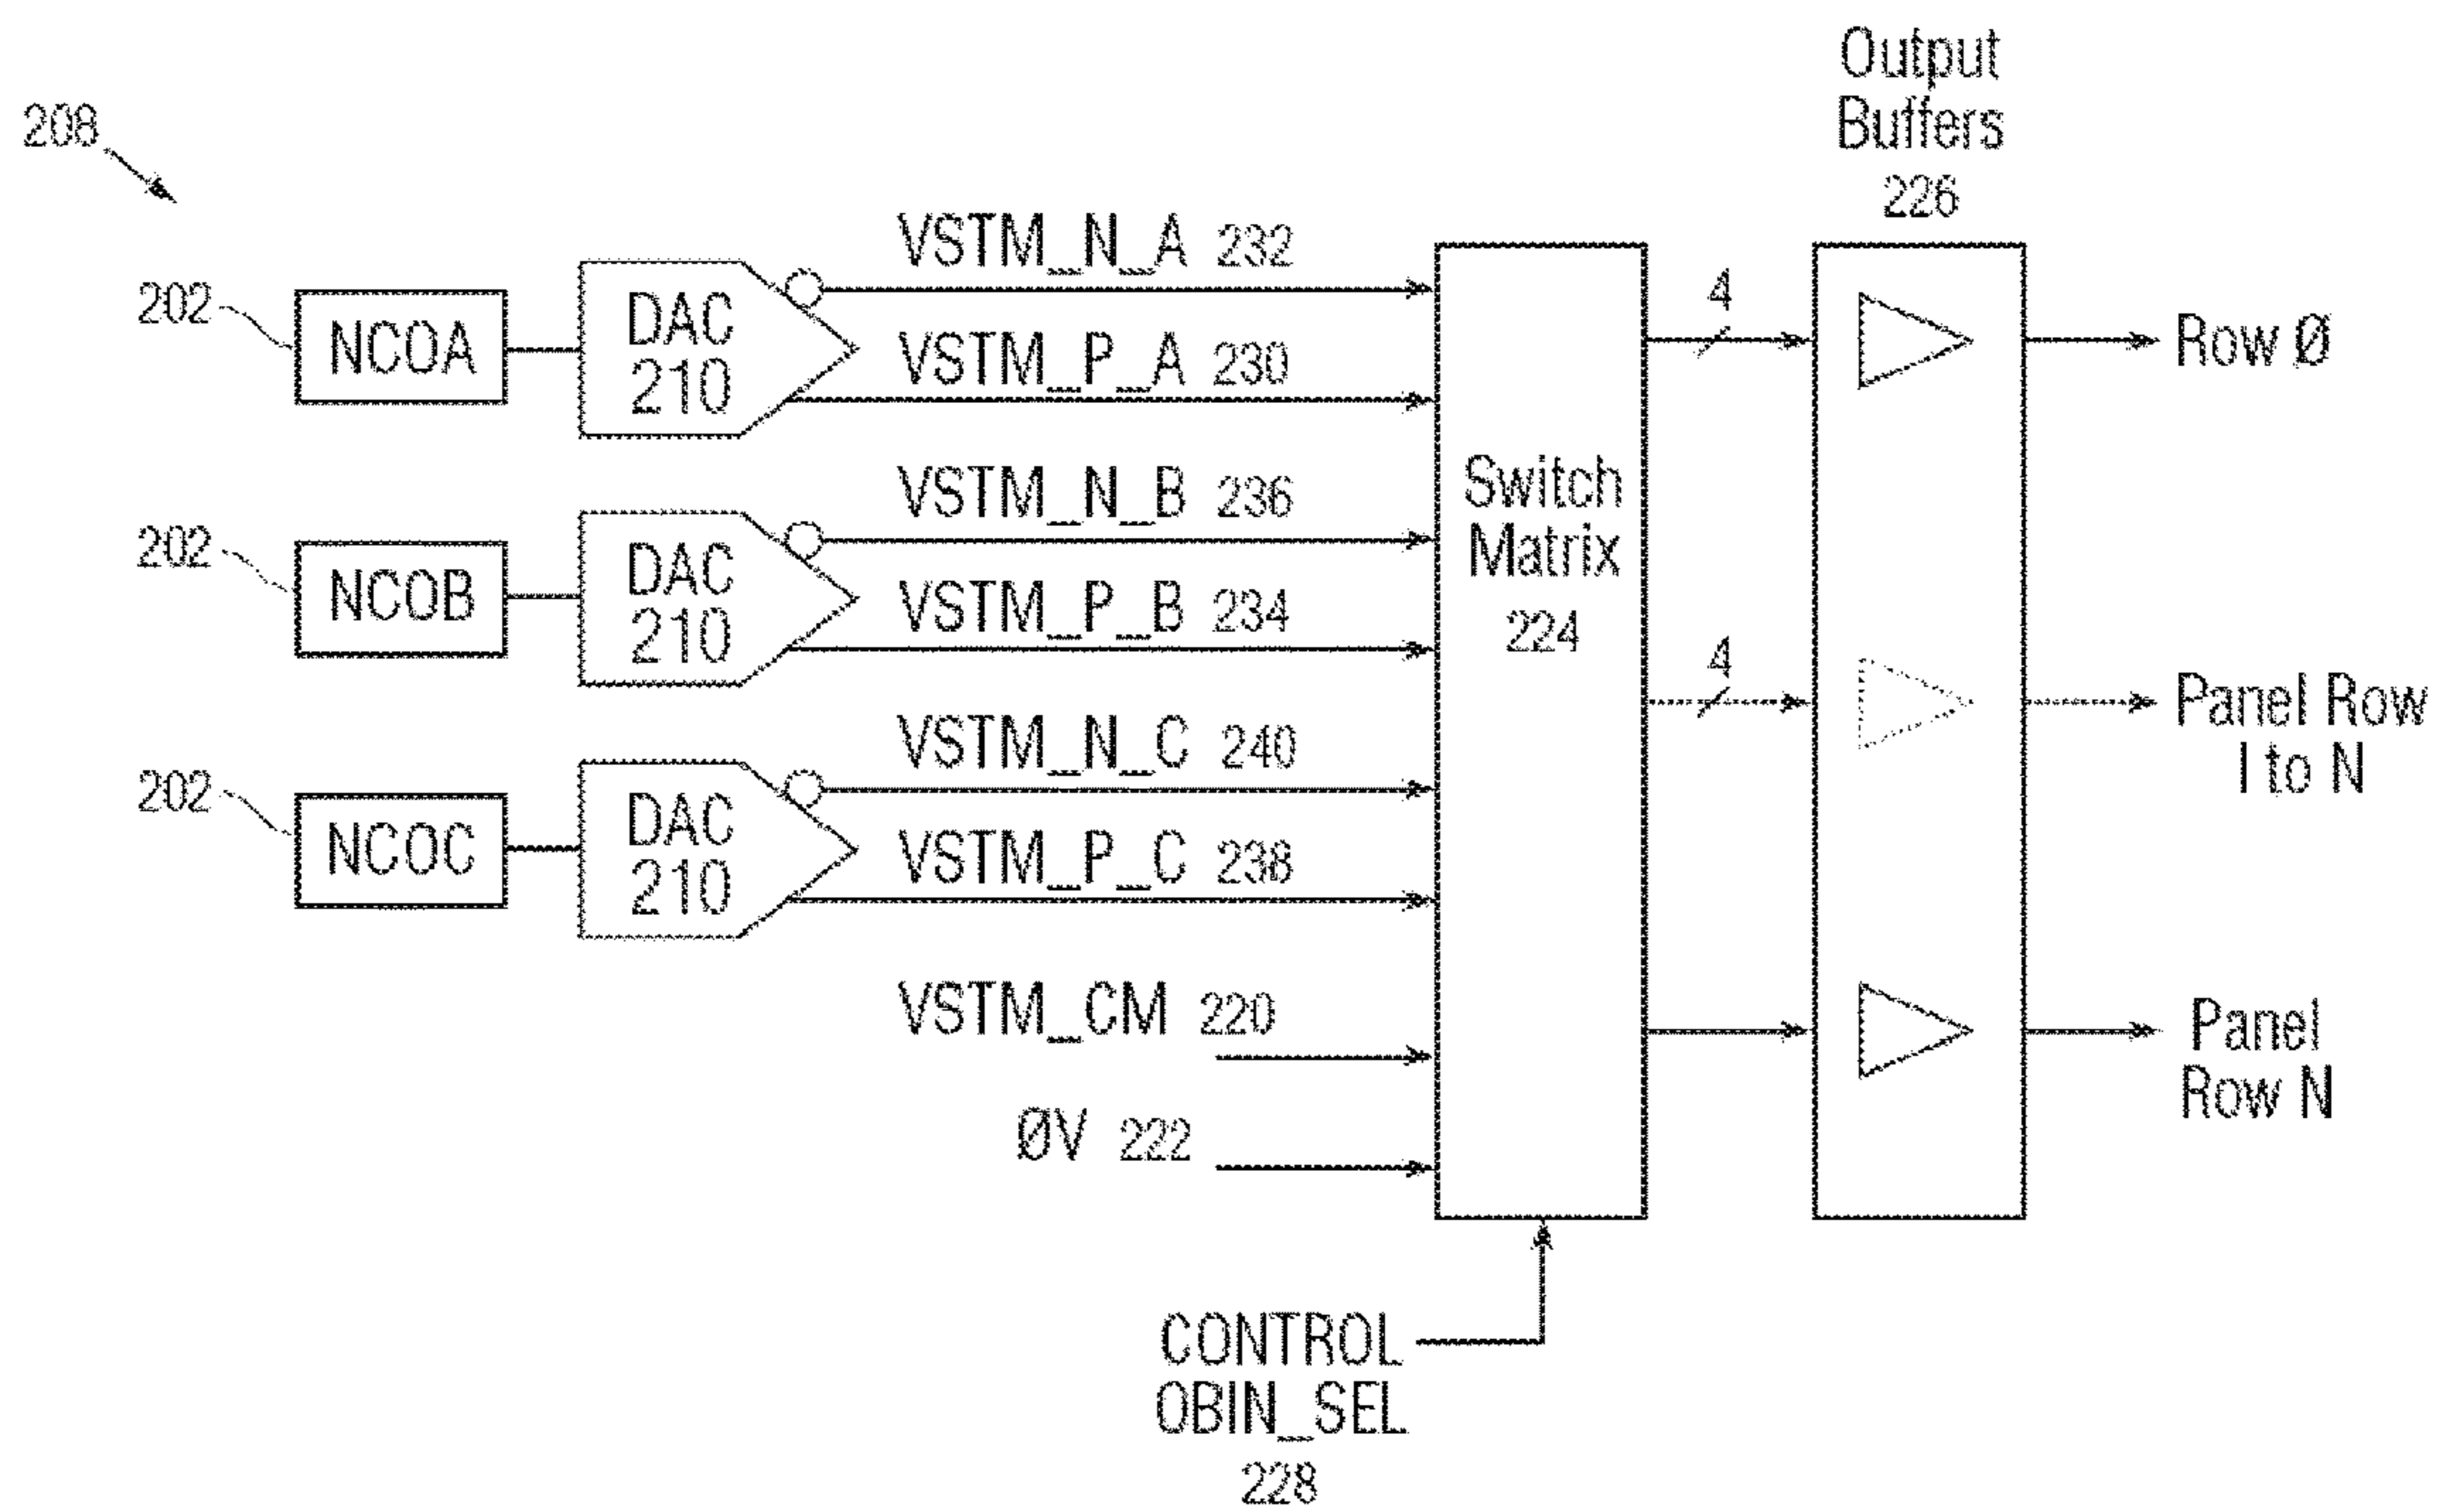 Output
Buffers
226
208
202
NCOA
DAC
210
VSTM_N_A 232
VSTM_P_A 230
4
Row Ø
202
NCOB
DAC
210
VSTM_N_B 236
VSTM_P_B 234
Switch
Matrix
224
4
Panel Row
I to N
202
NCOC
DAC
210
VSTM_N_C 240
VSTM_P_C 238
VSTM_CM 220
ØV 222
Panel
Row N
CONTROL
OBIN_SEL
228